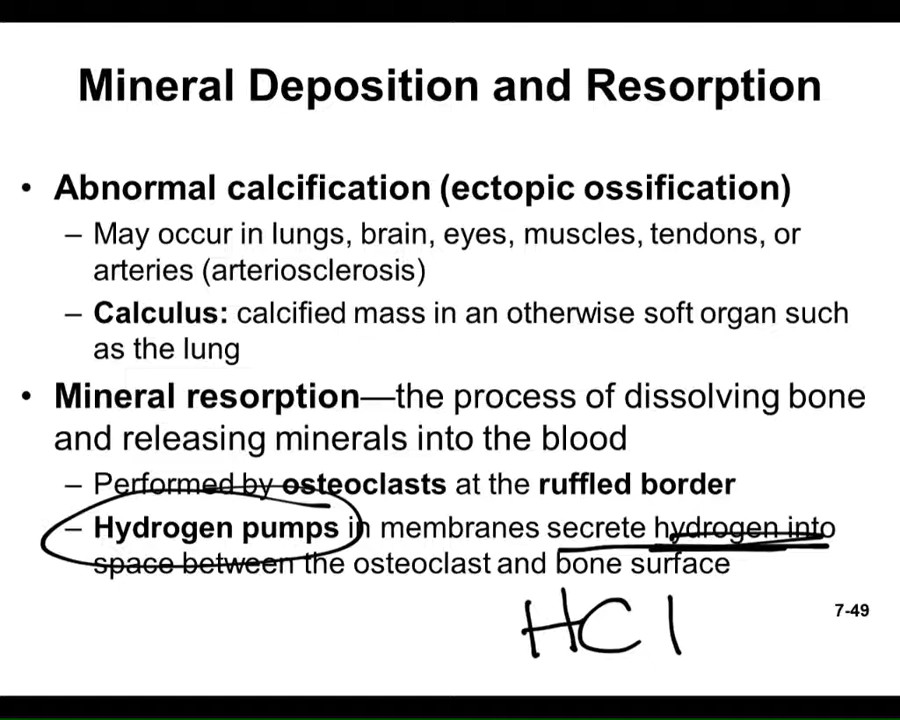 Mineral Deposition and Resorption
• Abnormal calcification (ectopic ossification)
– May occur in lungs, brain, eyes, muscles, tendons, or
arteries (arteriosclerosis)
– Calculus: calcified mass in an otherwise soft organ such
as the lung
• Mineral resorption—the process of dissolving bone
and releasing minerals into the blood
– Performed by osteoclasts at the ruffled border
– Hydrogen pumps in membranes secrete hydrogen into
space between the osteoclast and bone surface
HCl
7-49